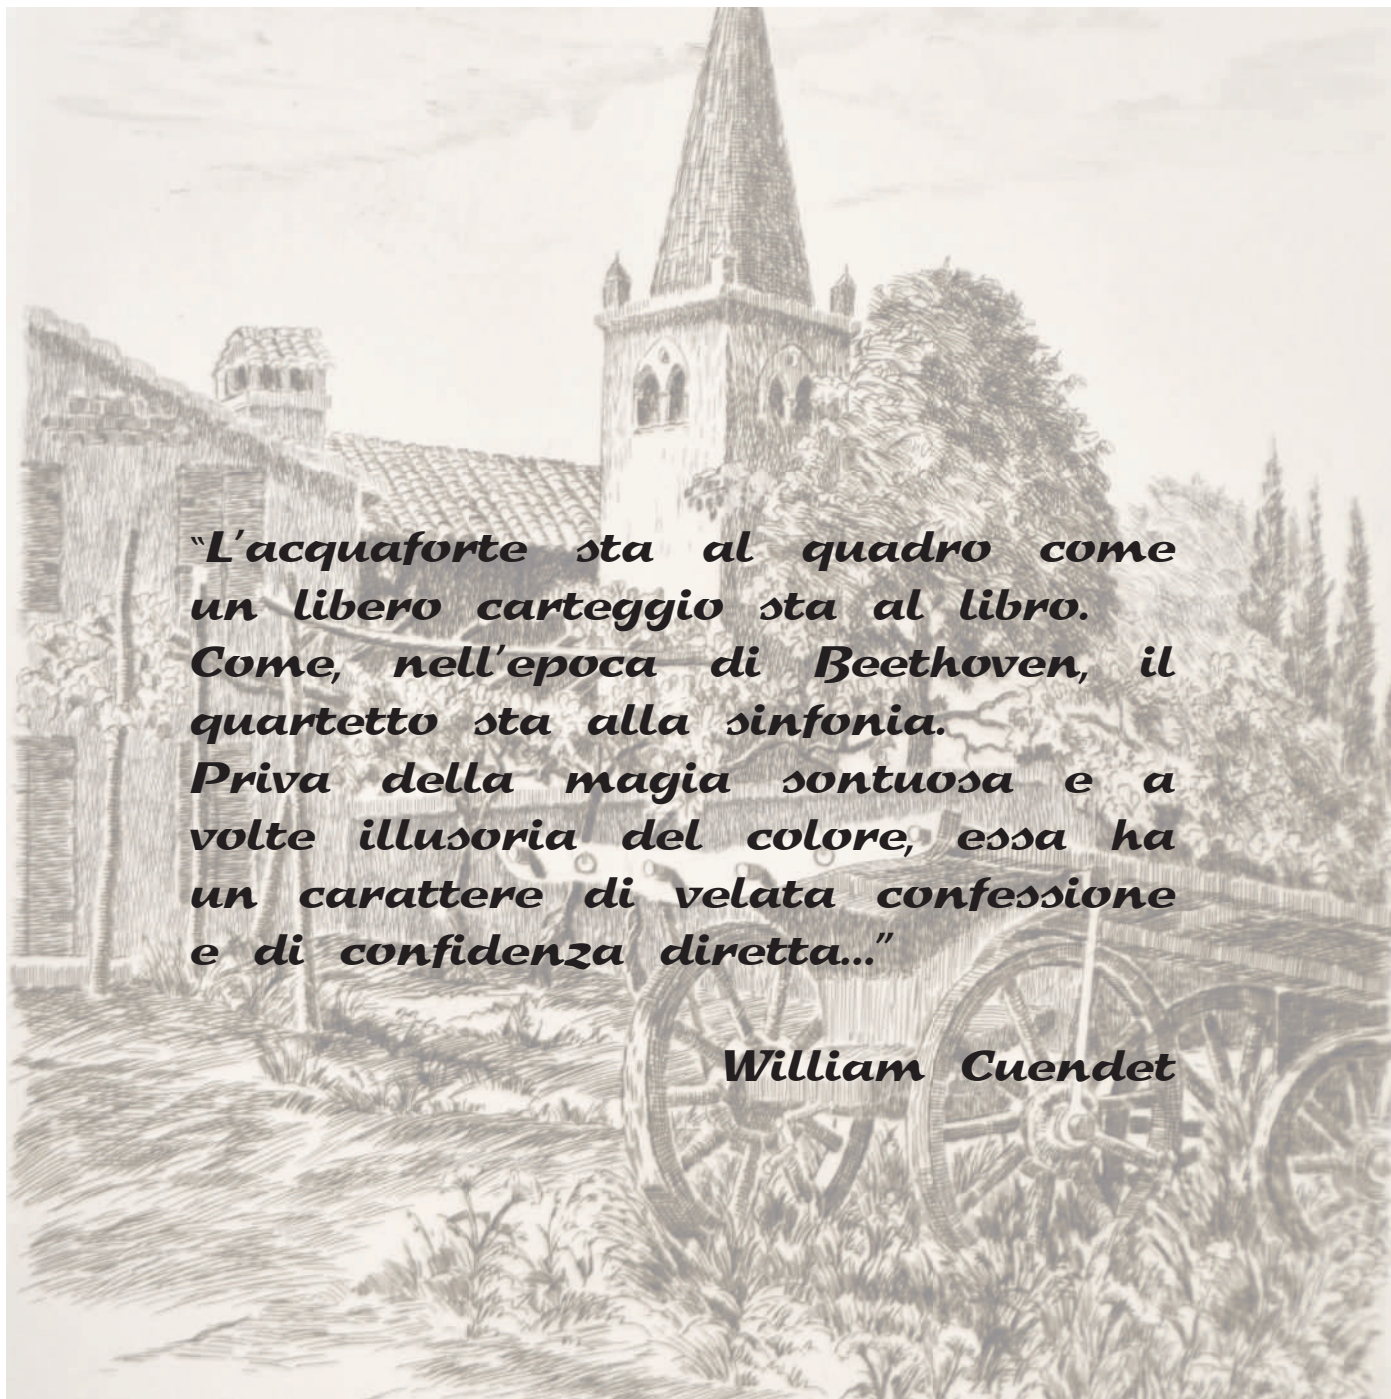 “L’acquaforte sta al quadro come
un libero carteggio sta al libro.
Come, nell’epoca di Beethoven, il
quartetto sta alla sinfonia.
Priva della magia sontuosa e a
volte illusoria del colore, essa ha
un carattere di velata confessione
e di confidenza diretta...”
William Cuendet